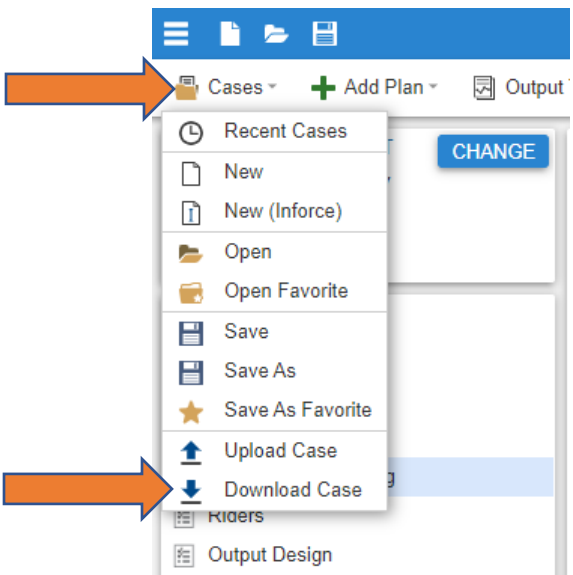 Cases Add Plan Output
CHANGE
Recent Cases
New
New (Inforce)
Open
Open Favorite
Save
Save As
Save As Favorite
Upload Case
Download Case
Riders
Output Design